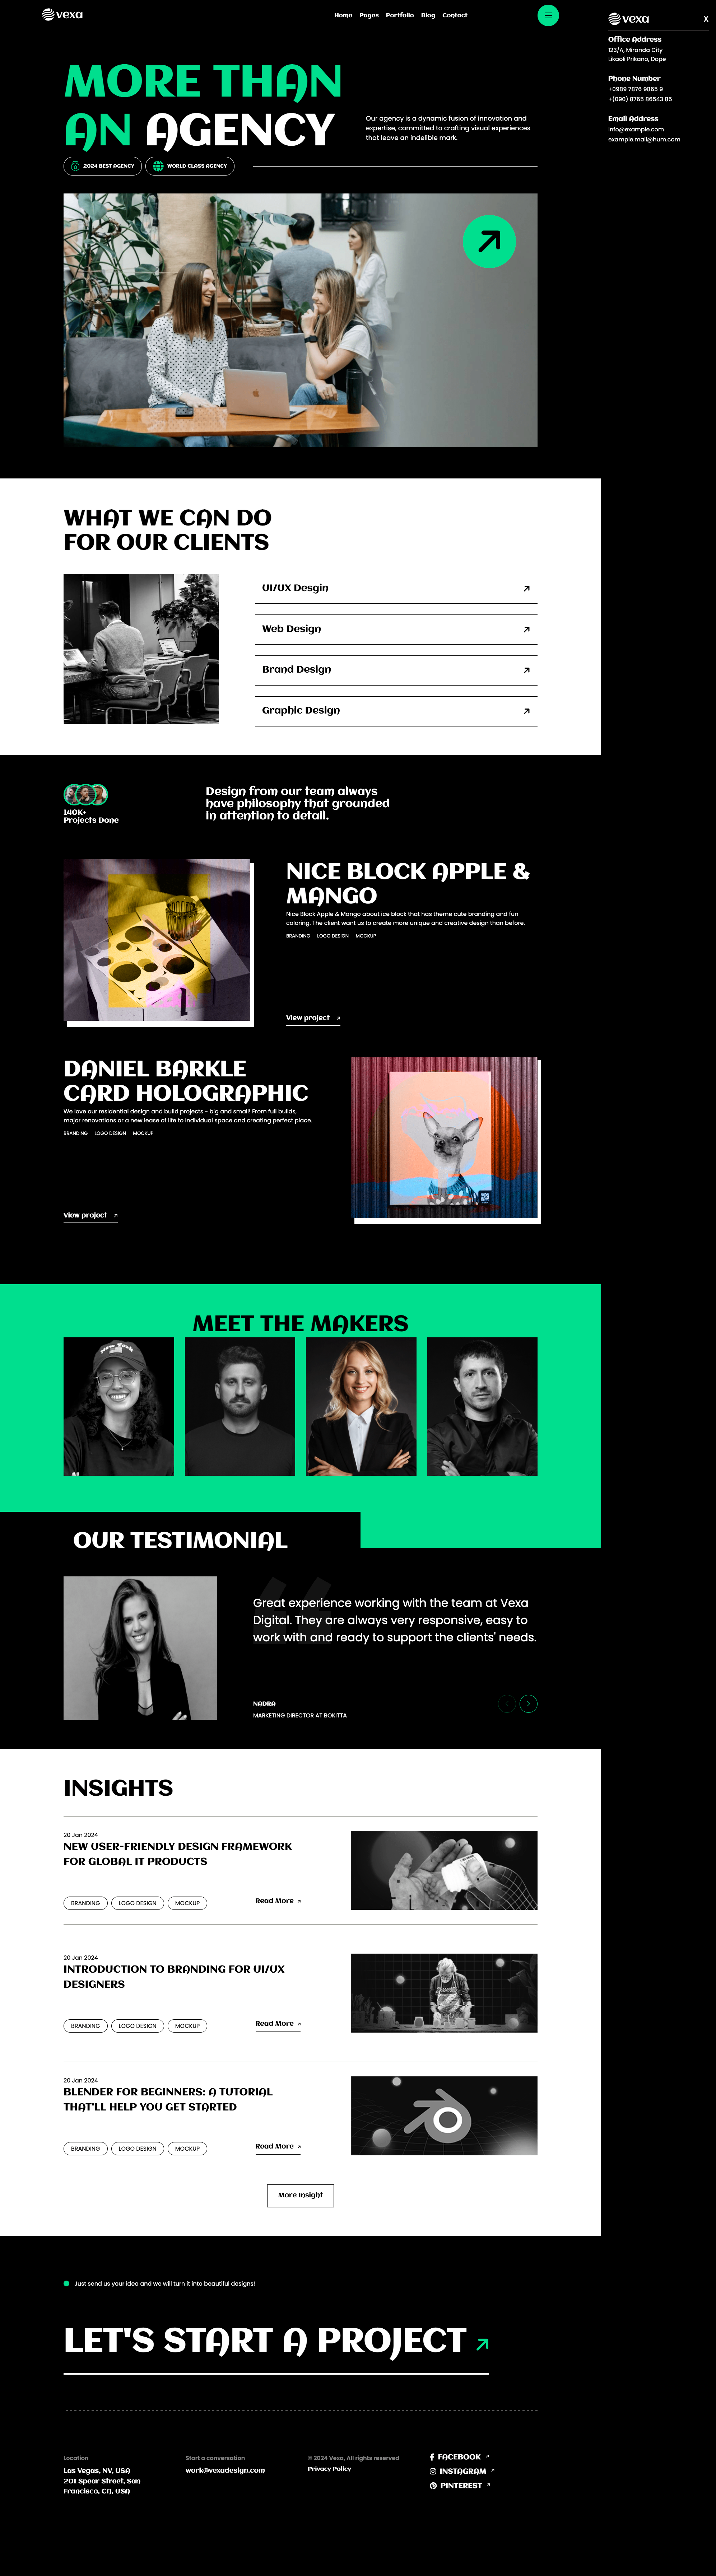 vexa
Home Pages Portfolio Blog Contact
vexa
X
Office Address
123/A, Miranda City
Likaoli Prikano, Dope
Phone Number
+0989 7876 9865 9
+(090) 8765 86543 85
Email Address
info@example.com
example.mail@hum.com
MORE THAN
AN AGENCY
Our agency is a dynamic fusion of innovation and
expertise, committed to crafting visual experiences
that leave an indelible mark.
2024 BEST AGENCY
WORLD CLASS AGENCY
WHAT WE CAN DO
FOR OUR CLIENTS
UI/UX Desgin
Web Design
Brand Design
Graphic Design
140K+
Projects Done
Design from our team always
have philosophy that grounded
in attention to detail.
NICE BLOCK APPLE &
MANGO
Nice Block Apple & Mango about ice block that has theme cute branding and fun
coloring. The client want us to create more unique and creative design than before.
BRANDING LOGO DESIGN MOCKUP
View project
DANIEL BARKLE
CARD HOLOGRAPHIC
We love our residential design and build projects - big and small! From full builds,
major renovations or a new lease of life to individual space and creating perfect place.
BRANDING LOGO DESIGN MOCKUP
View project
MEET THE MAKERS
New York
OUR TESTIMONIAL
Great experience working with the team at Vexa
Digital. They are always very responsive, easy to
work with and ready to support the clients' needs.
NADRA
MARKETING DIRECTOR AT BOKITTA
INSIGHTS
20 Jan 2024
NEW USER-FRIENDLY DESIGN FRAMEWORK
FOR GLOBAL IT PRODUCTS
BRANDING LOGO DESIGN MOCKUP
Read More
20 Jan 2024
INTRODUCTION TO BRANDING FOR UI/UX
DESIGNERS
BRANDING LOGO DESIGN MOCKUP
Read More
20 Jan 2024
BLENDER FOR BEGINNERS: A TUTORIAL
THAT'LL HELP YOU GET STARTED
BRANDING LOGO DESIGN MOCKUP
Read More
More Insight
Just send us your idea and we will turn it into beautiful designs!
LET'S START A PROJECT
Location
Las Vegas, NV, USA
201 Spear Street, San
Francisco, CA, USA
Start a conversation
work@vexadesign.com
© 2024 Vexa, All rights reserved
Privacy Policy
FACEBOOK
INSTAGRAM
PINTEREST